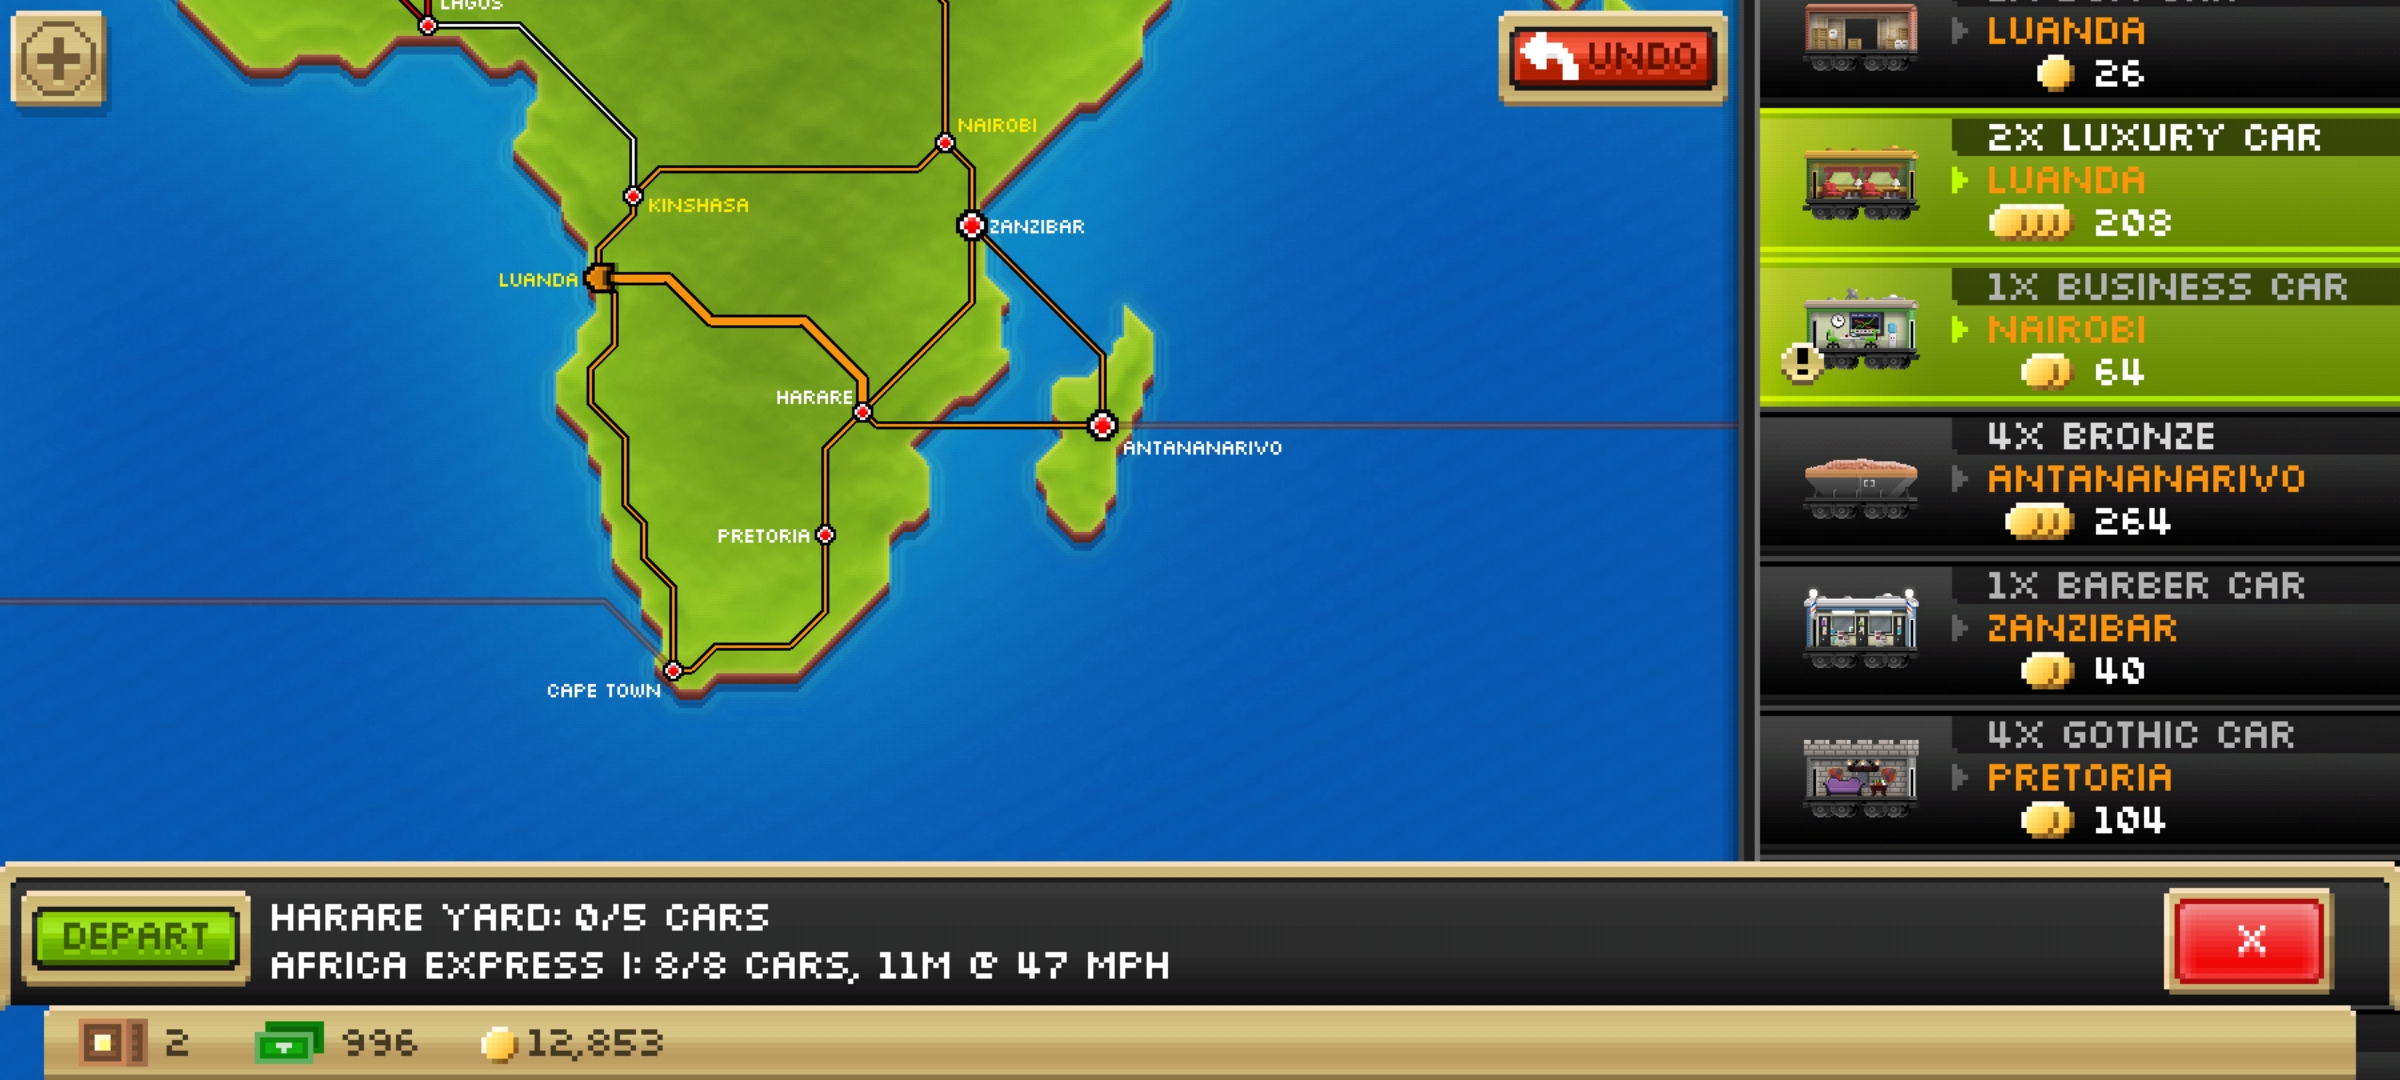 LAGOS
UNDO
NAIROBI
KINSHASA
ZANZIBAR
LUANDA
HARARE
ANTANANARIVO
PRETORIA
CAPE TOWN
LUANDA
26
2X LUXURY CAR
LUANDA
208
1X BUSINESS CAR
NAIROBI
64
4X BRONZE
ANTANANARIVO
264
1X BARBER CAR
ZANZIBAR
40
4X GOTHIC CAR
PRETORIA
104
DEPART
HARARE YARD: 0/5 CARS
AFRICA EXPRESS I: 8/8 CARS, 11M @ 47 MPH
X
2
996
12,853